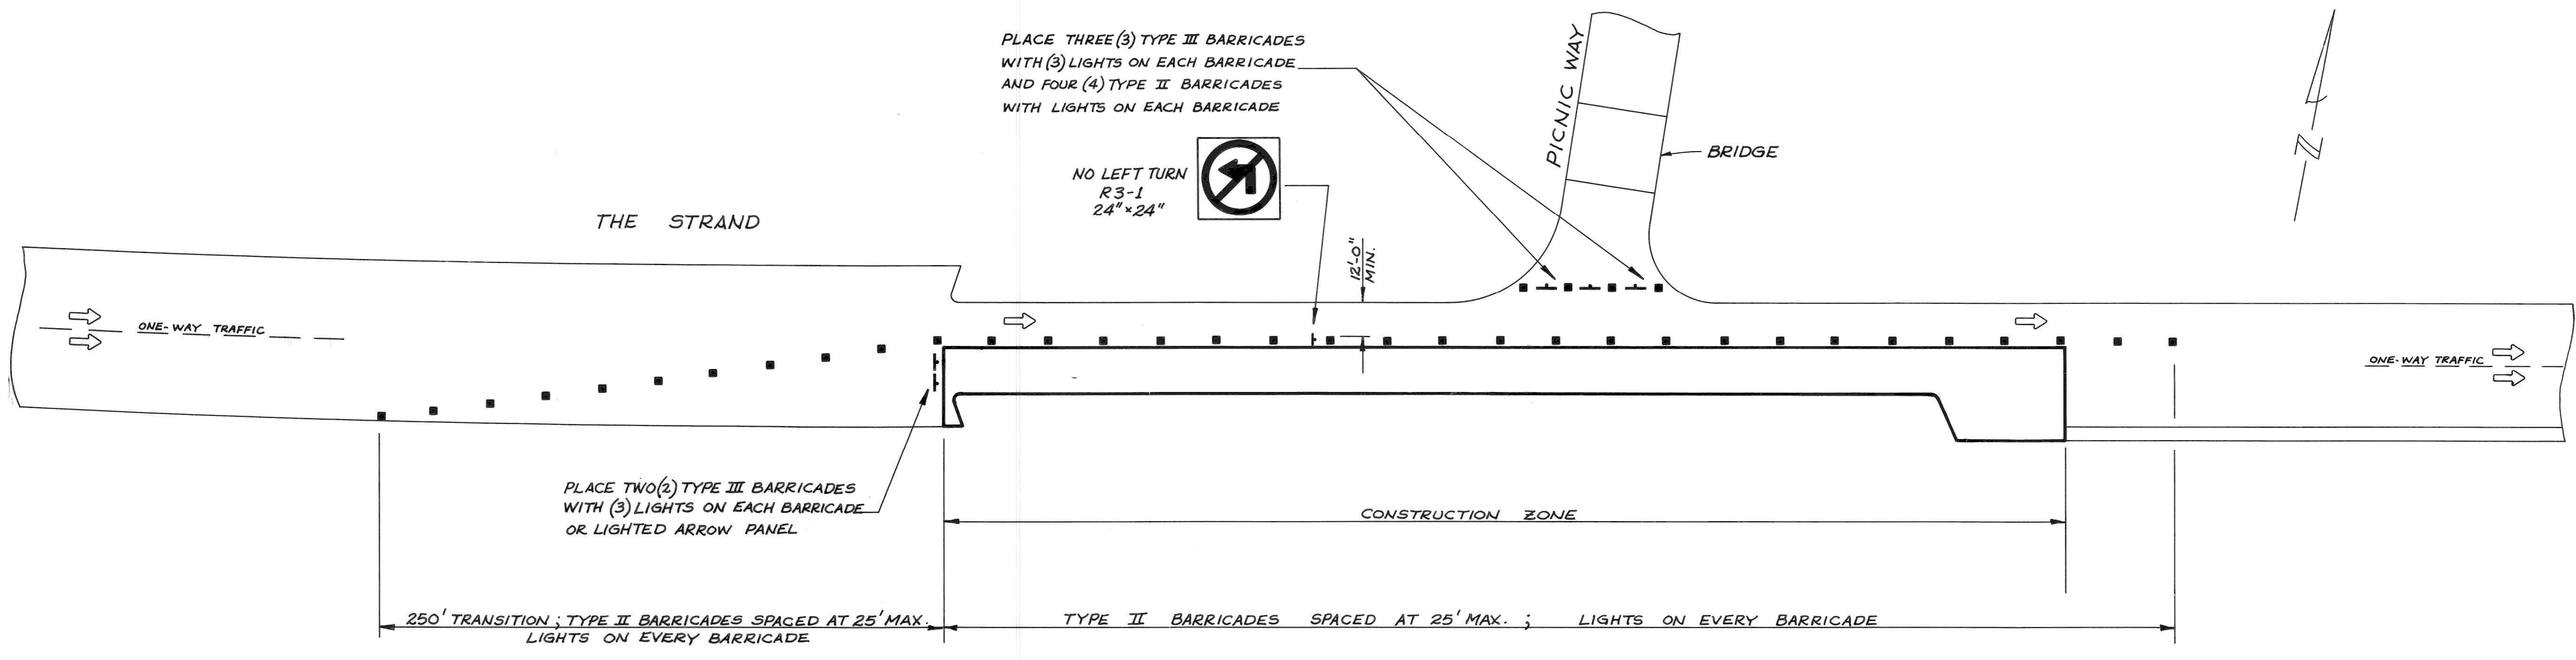 PLACE THREE (3) TYPE III BARRICADES
WITH (3) LIGHTS ON EACH BARRICADE
AND FOUR (4) TYPE II BARRICADES
WITH LIGHTS ON EACH BARRICADE
PICNIC WAY
BRIDGE
N
NO LEFT TURN
R3-1
24" × 24"
THE STRAND
12'-0"
MIN.
ONE-WAY TRAFFIC
ONE-WAY TRAFFIC
PLACE TWO (2) TYPE III BARRICADES
WITH (3) LIGHTS ON EACH BARRICADE
OR LIGHTED ARROW PANEL
CONSTRUCTION ZONE
250' TRANSITION ; TYPE II BARRICADES SPACED AT 25' MAX.
LIGHTS ON EVERY BARRICADE
TYPE II BARRICADES SPACED AT 25' MAX. ; LIGHTS ON EVERY BARRICADE